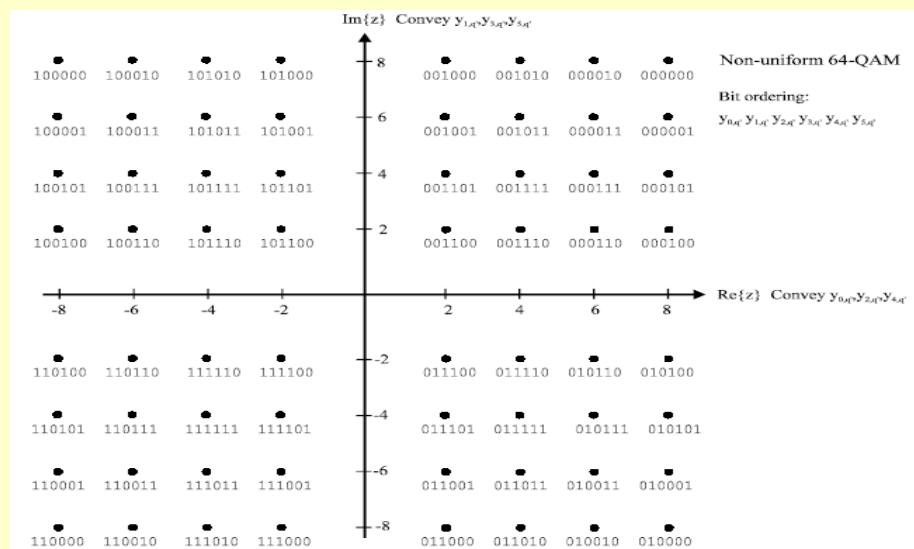 Im{z} Convey y1,q',y3,q',y5,q'
8
100000 100010 101010 101000 001000 001010 000010 000000
Non-uniform 64-QAM
Bit ordering:
y0,q' y1,q' y2,q' y3,q' y4,q' y5,q'
6
100001 100011 101011 101001 001001 001011 000011 000001
4
100101 100111 101111 101101 001101 001111 000111 000101
2
100100 100110 101110 101100 001100 001110 000110 000100
Re{z} Convey y0,q',y2,q',y4,q'
-8 -6 -4 -2 2 4 6 8
-2
110100 110110 111110 111100 011100 011110 010110 010100
-4
110101 110111 111111 111101 011101 011111 010111 010101
-6
110001 110011 111011 111001 011001 011011 010011 010001
-8
110000 110010 111010 111000 011000 011010 010010 010000